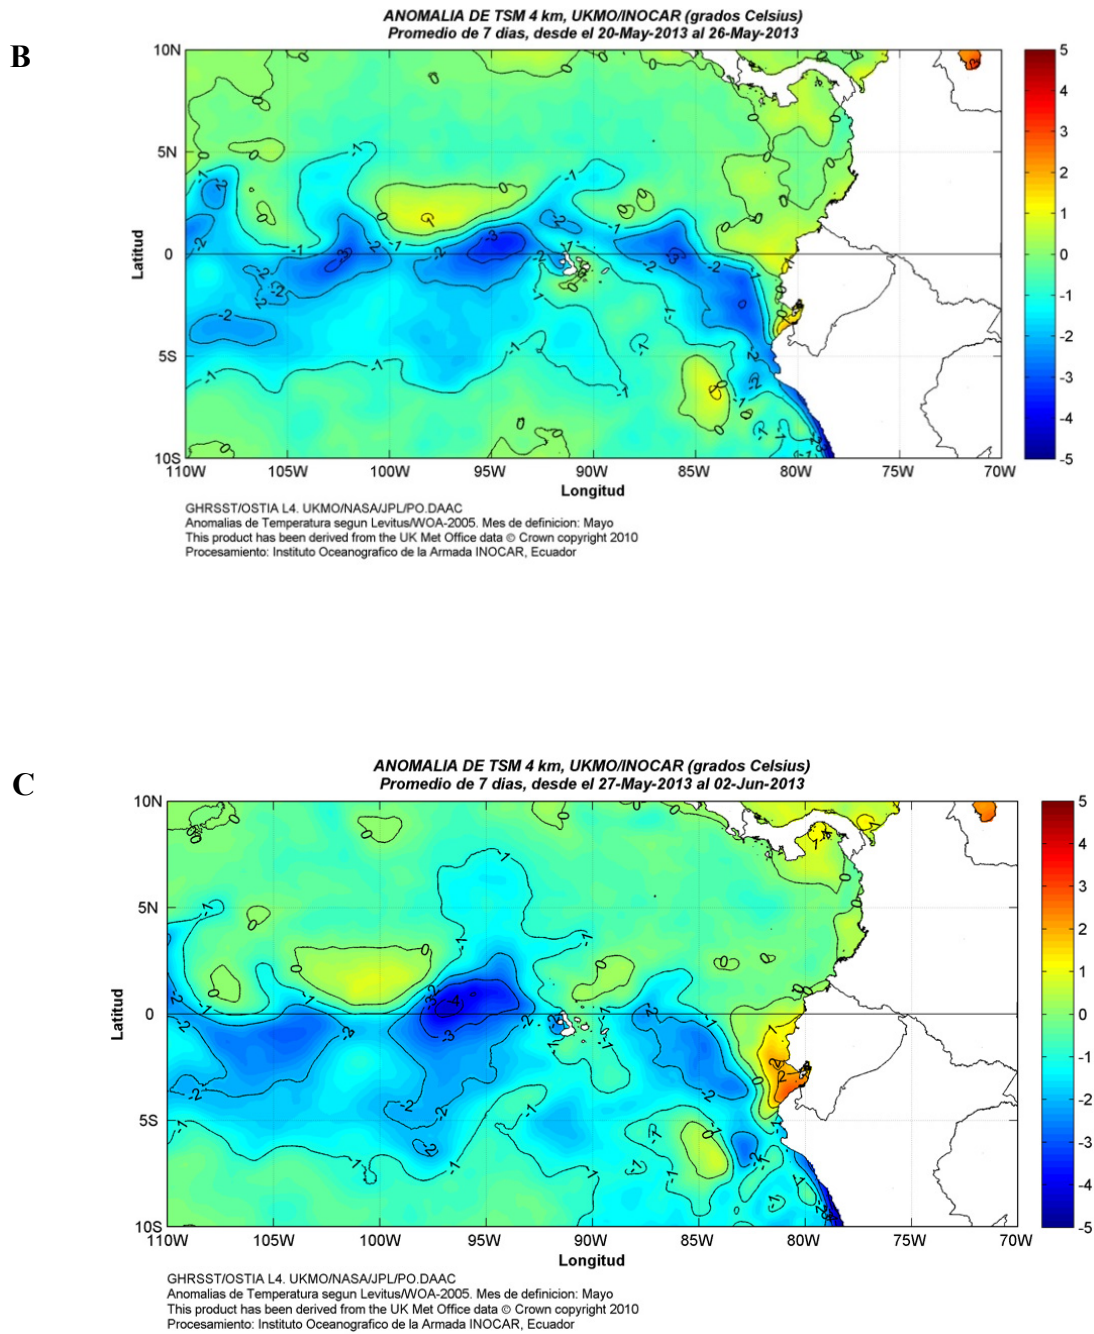 B
ANOMALIA DE TSM 4 km, UKMO/INOCAR (grados Celsius)
Promedio de 7 dias, desde el 20-May-2013 al 26-May-2013
10N
5N
0
5S
10S
Latitud
110W 105W 100W 95W 90W 85W 80W 75W 70W
Longitud
5
4
3
2
1
0
-1
-2
-3
-4
-5
GHRSST/OSTIA L4. UKMO/NASA/JPL/PO.DAAC
Anomalias de Temperatura segun Levitus/WOA-2005. Mes de definicion: Mayo
This product has been derived from the UK Met Office data © Crown copyright 2010
Procesamiento: Instituto Oceanografico de la Armada INOCAR, Ecuador
C
ANOMALIA DE TSM 4 km, UKMO/INOCAR (grados Celsius)
Promedio de 7 dias, desde el 27-May-2013 al 02-Jun-2013
10N
5N
0
5S
10S
Latitud
110W 105W 100W 95W 90W 85W 80W 75W 70W
Longitud
5
4
3
2
1
0
-1
-2
-3
-4
-5
GHRSST/OSTIA L4. UKMO/NASA/JPL/PO.DAAC
Anomalias de Temperatura segun Levitus/WOA-2005. Mes de definicion: Mayo
This product has been derived from the UK Met Office data © Crown copyright 2010
Procesamiento: Instituto Oceanografico de la Armada INOCAR, Ecuador